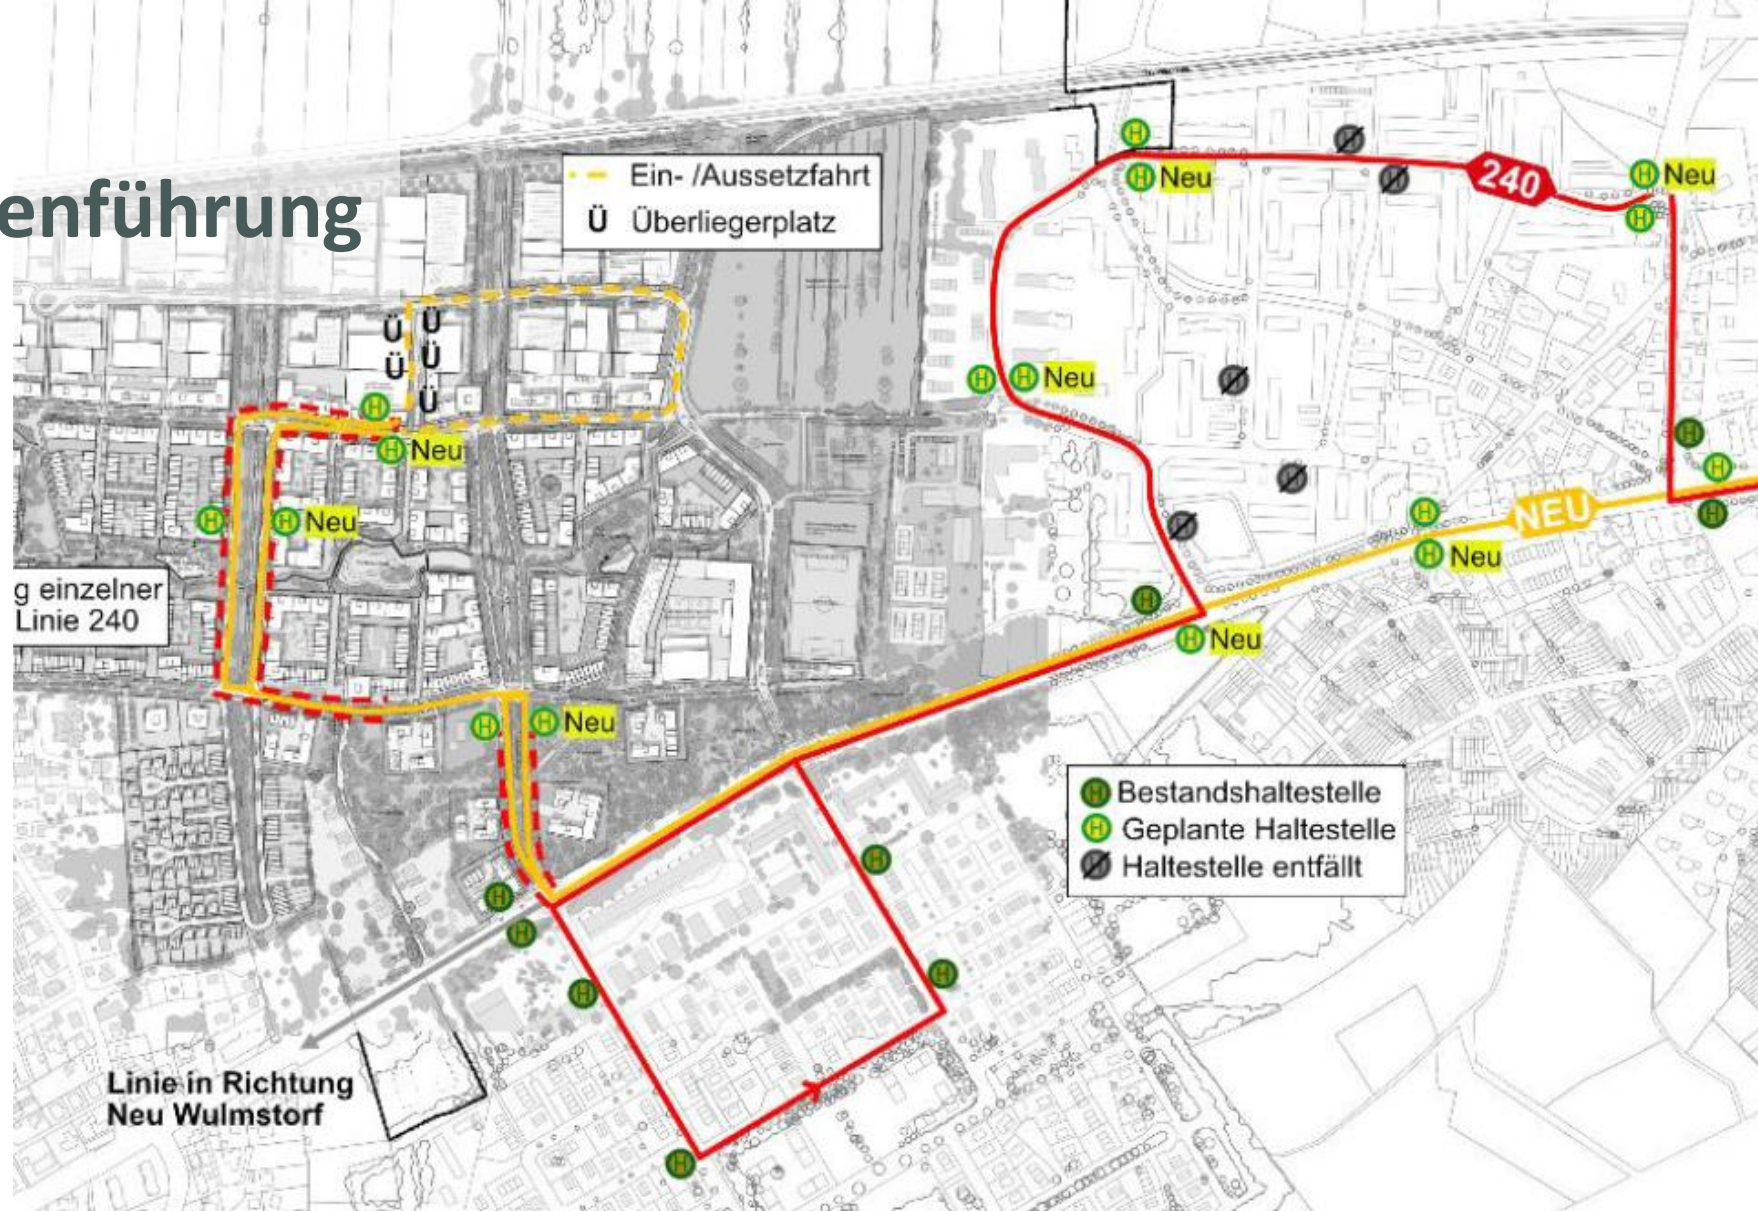 enführung
Ein- /Aussetzfahrt
Ü Überliegerplatz
H
H Neu
240
H Neu
H
Ü Ü
Ü Ü
Ü
H
H Neu
H H Neu
H
H
H
H H Neu
g einzelner
Linie 240
H
H Neu
NEU
H
H Neu
H H Neu
H Bestandshaltestelle
H Geplante Haltestelle
H Haltestelle entfällt
H
H
H
H
H
H
Linie in Richtung
Neu Wulmstorf